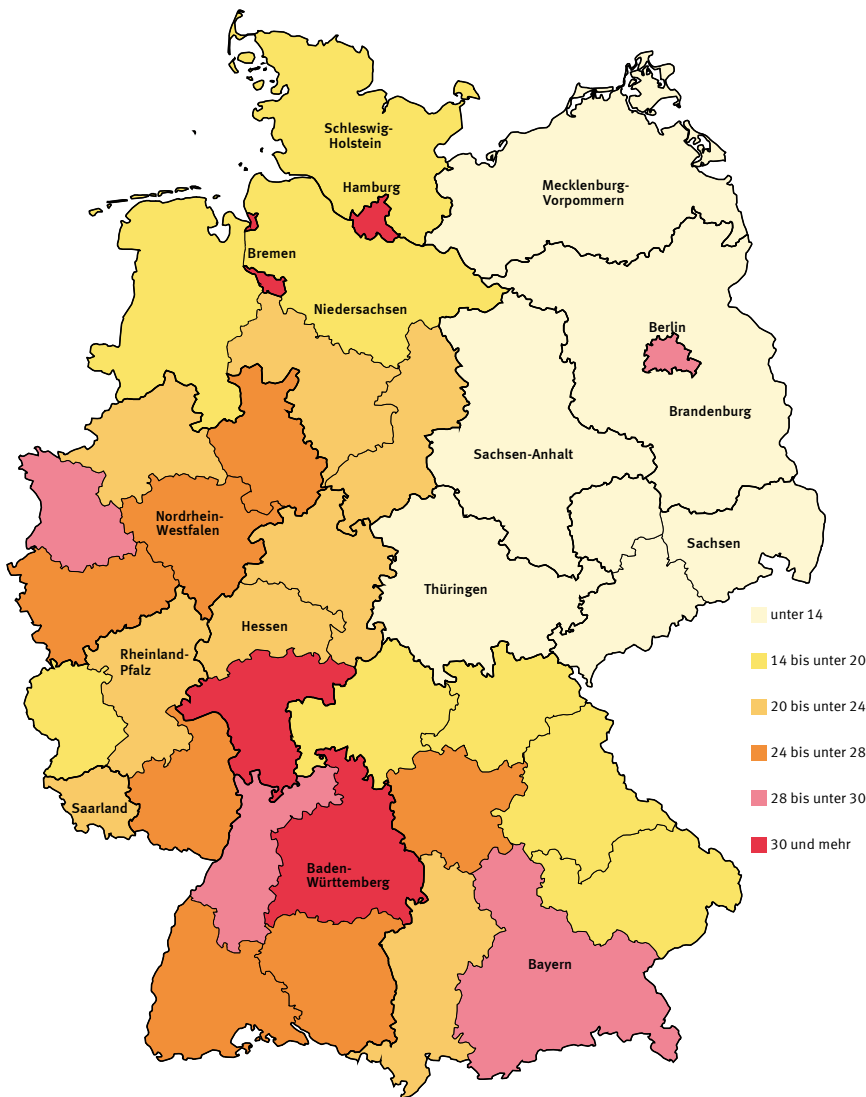 Schleswig-
Holstein
Hamburg
Mecklenburg-
Vorpommern
Bremen
Niedersachsen
Berlin
Brandenburg
Sachsen-Anhalt
Nordrhein-
Westfalen
Sachsen
Thüringen
Hessen
Rheinland-
Pfalz
Saarland
Baden-
Württemberg
Bayern
unter 14
14 bis unter 20
20 bis unter 24
24 bis unter 28
28 bis unter 30
30 und mehr